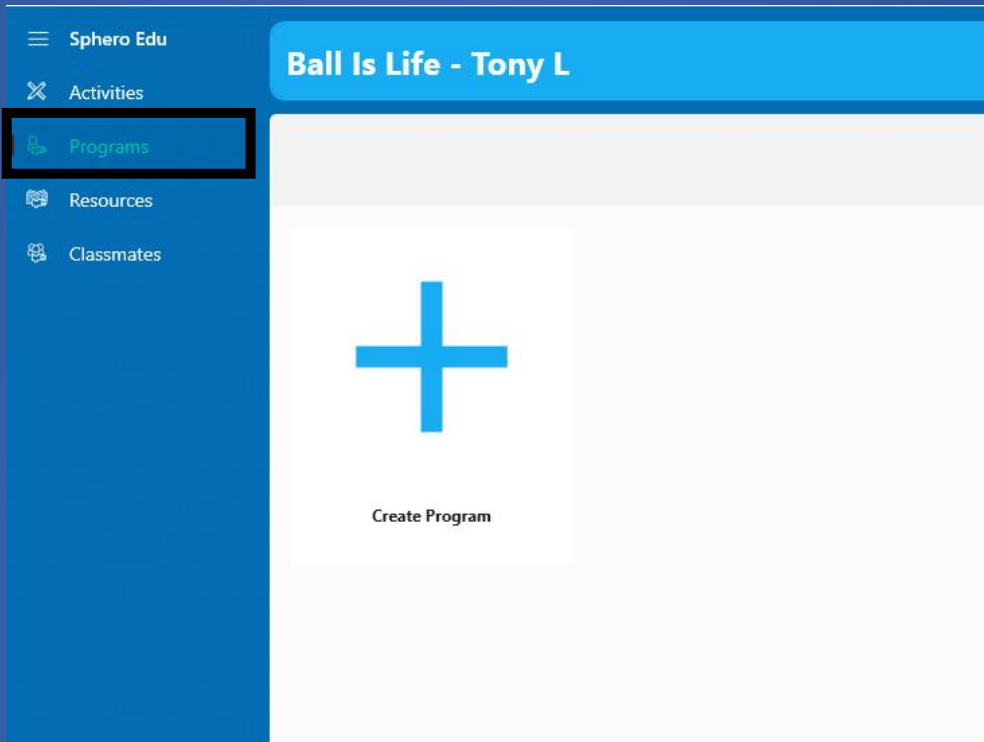 Sphero Edu
Activities
Programs
Resources
Classmates
Ball Is Life - Tony L
Create Program